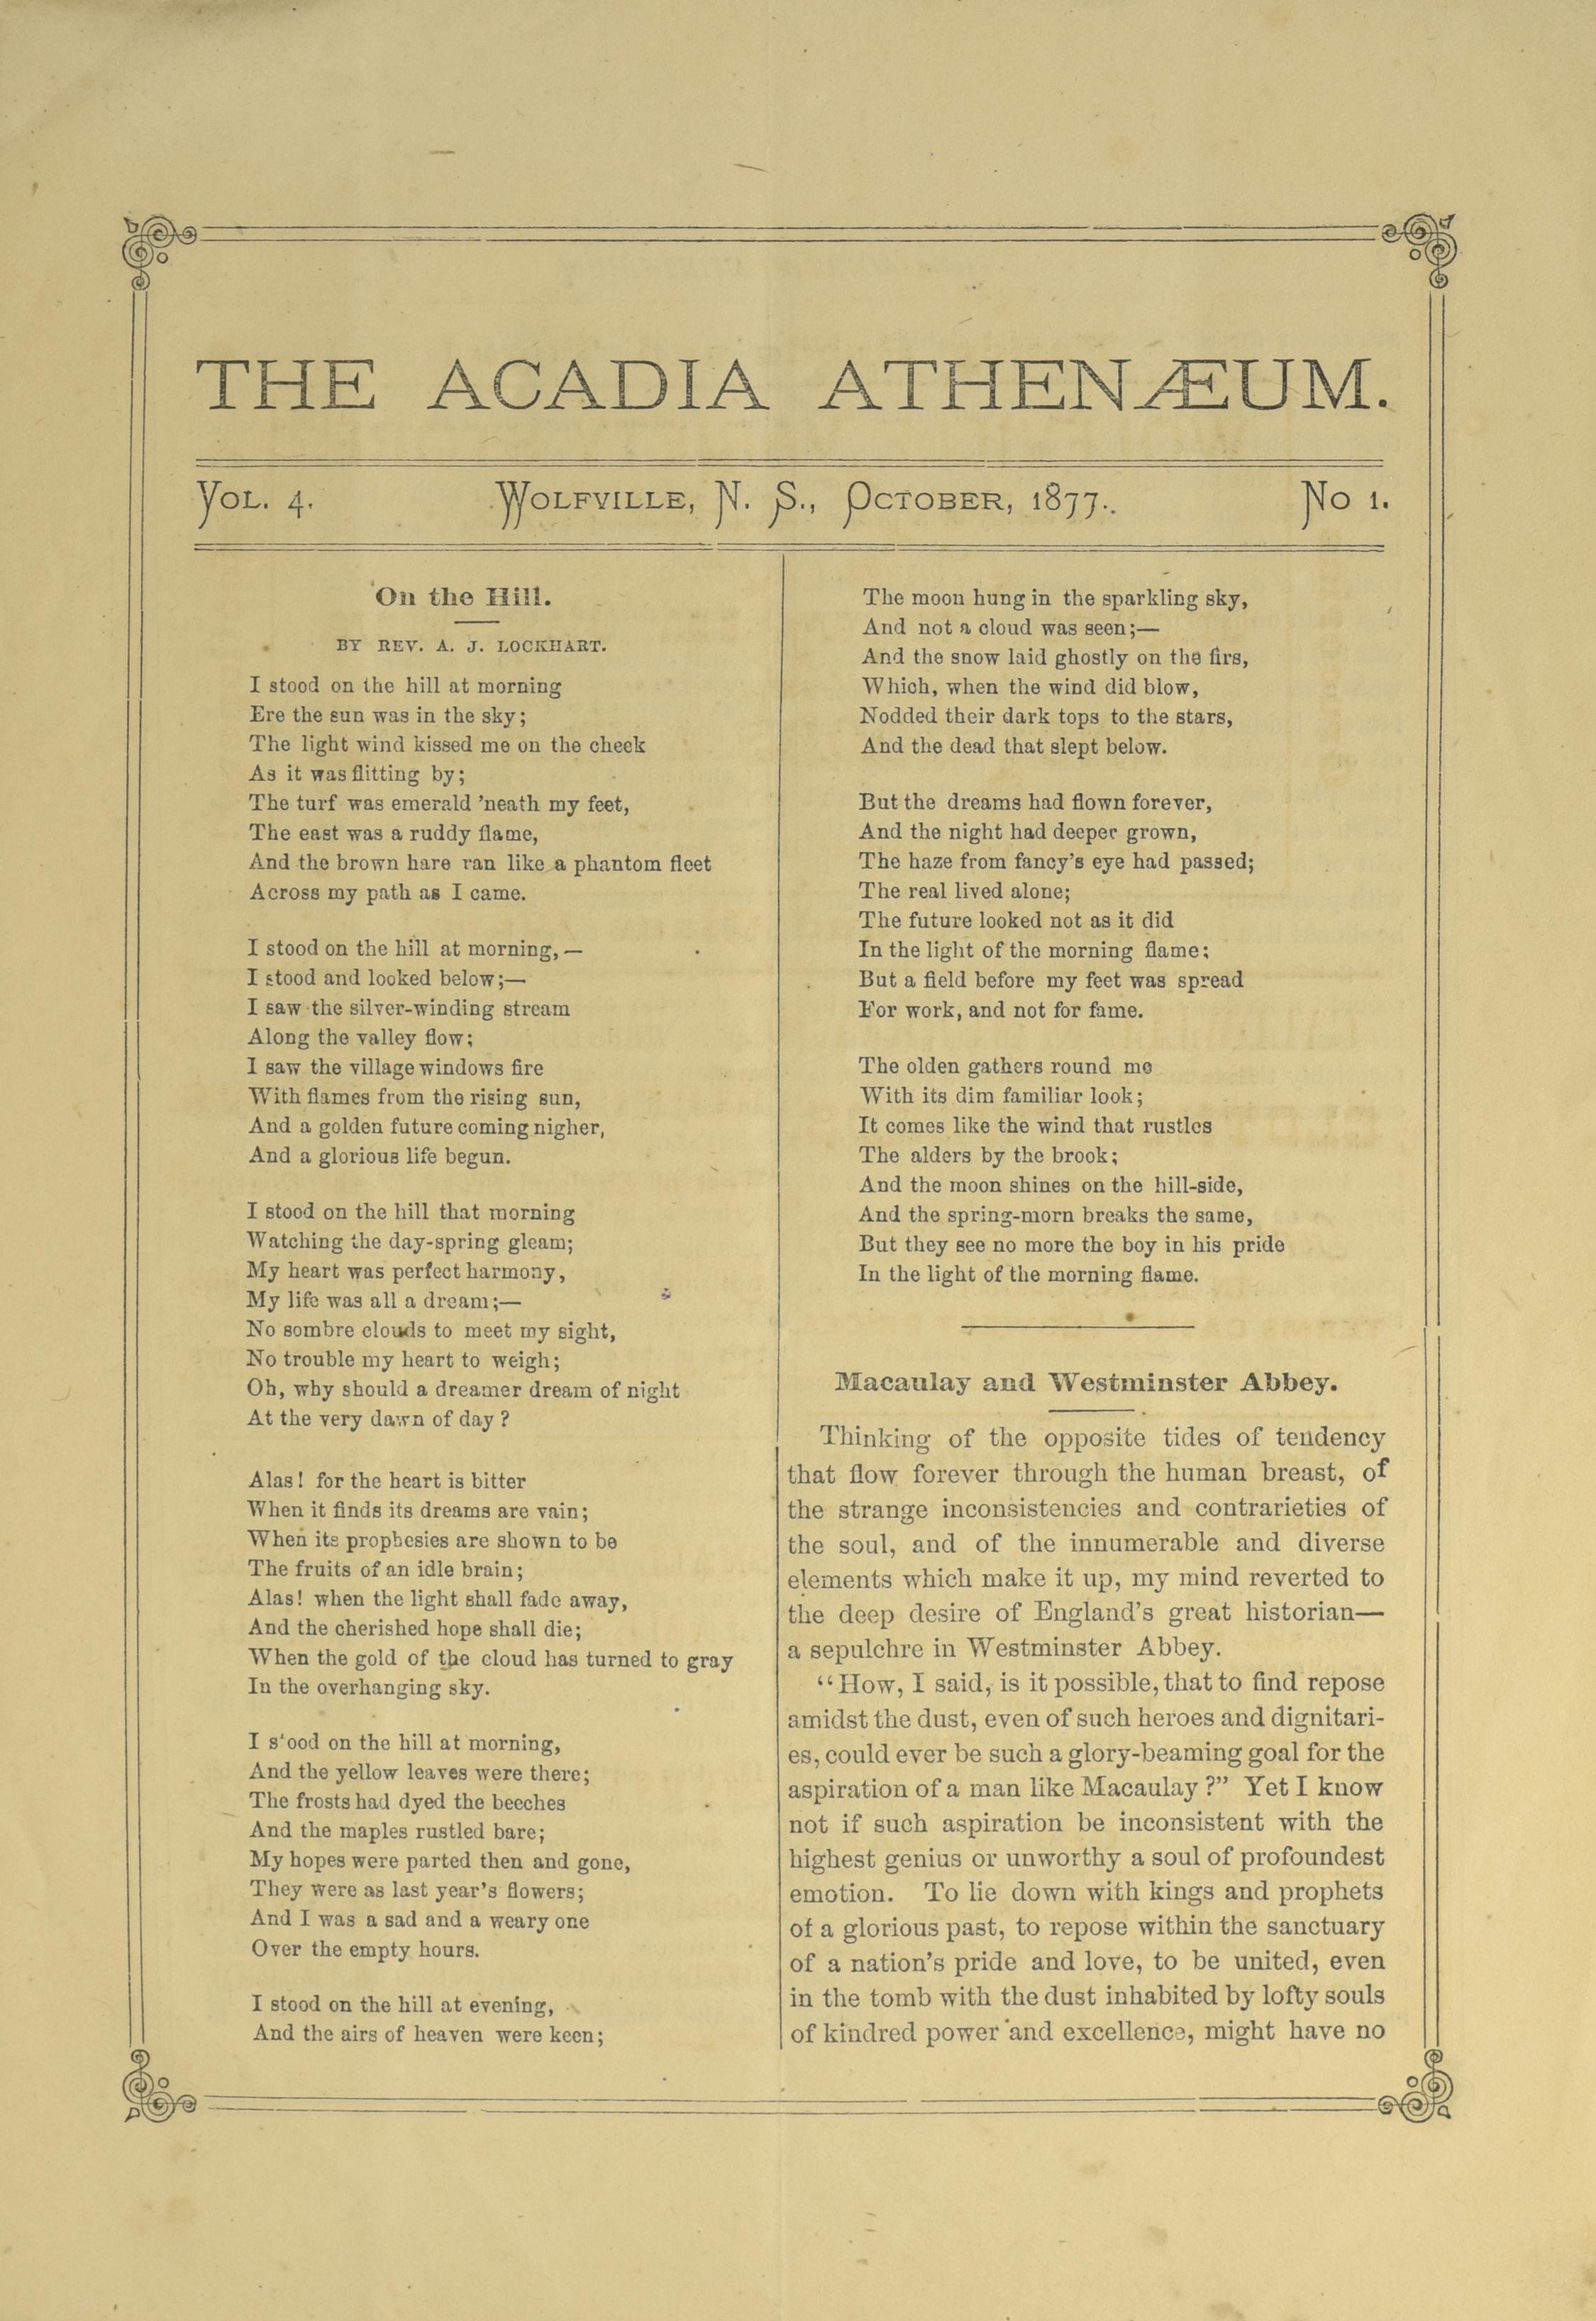 THE ACADIA ATHENÆUM.
VOL. 4. WOLFVILLE, N. S., OCTOBER, 1877. NO 1.
On the Hill.
BY REV. A. J. LOCKHART.
I stood on the hill at morning
Ere the sun was in the sky;
The light wind kissed me on the cheek
As it was flitting by;
The turf was emerald 'neath my feet,
The east was a ruddy flame,
And the brown hare ran like a phantom fleet
Across my path as I came.
I stood on the hill at morning,—
I stood and looked below;—
I saw the silver-winding stream
Along the valley flow;
I saw the village windows fire
With flames from the rising sun,
And a golden future coming nigher,
And a glorious life begun.
I stood on the hill that morning
Watching the day-spring gleam;
My heart was perfect harmony,
My life was all a dream;—
No sombre clouds to meet my sight,
No trouble my heart to weigh;
Oh, why should a dreamer dream of night
At the very dawn of day?
Alas! for the heart is bitter
When it finds its dreams are vain;
When its prophesies are shown to be
The fruits of an idle brain;
Alas! when the light shall fade away,
And the cherished hope shall die;
When the gold of the cloud has turned to gray
In the overhanging sky.
I stood on the hill at morning,
And the yellow leaves were there;
The frosts had dyed the beeches
And the maples rustled bare;
My hopes were parted then and gone,
They were as last year's flowers;
And I was a sad and a weary one
Over the empty hours.
I stood on the hill at evening,
And the airs of heaven were keen;
The moon hung in the sparkling sky,
And not a cloud was seen;—
And the snow laid ghostly on the firs,
Which, when the wind did blow,
Nodded their dark tops to the stars,
And the dead that slept below.
But the dreams had flown forever,
And the night had deeper grown,
The haze from fancy's eye had passed;
The real lived alone;
The future looked not as it did
In the light of the morning flame;
But a field before my feet was spread
For work, and not for fame.
The olden gathers round me
With its dim familiar look;
It comes like the wind that rustles
The alders by the brook;
And the moon shines on the hill-side,
And the spring-morn breaks the same,
But they see no more the boy in his pride
In the light of the morning flame.
Macaulay and Westminster Abbey.
Thinking of the opposite tides of tendency
that flow forever through the human breast, of
the strange inconsistencies and contrarieties of
the soul, and of the innumerable and diverse
elements which make it up, my mind reverted to
the deep desire of England's great historian—
a sepulchre in Westminster Abbey.
"How, I said, is it possible, that to find repose
amidst the dust, even of such heroes and dignitari-
es, could ever be such a glory-beaming goal for the
aspiration of a man like Macaulay?" Yet I know
not if such aspiration be inconsistent with the
highest genius or unworthy a soul of profoundest
emotion. To lie down with kings and prophets
of a glorious past, to repose within the sanctuary
of a nation's pride and love, to be united, even
in the tomb with the dust inhabited by lofty souls
of kindred power and excellence, might have no